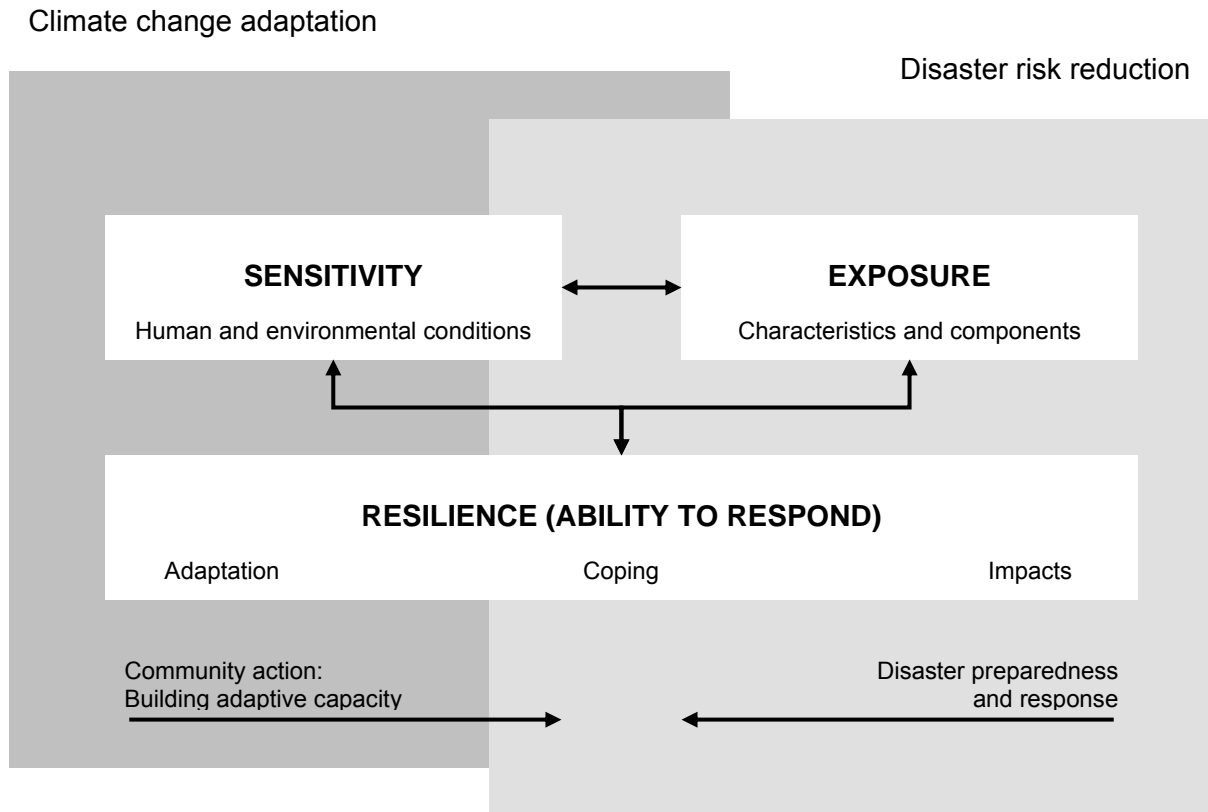 Climate change adaptation
Disaster risk reduction
SENSITIVITY
Human and environmental conditions
EXPOSURE
Characteristics and components
RESILIENCE (ABILITY TO RESPOND)
Adaptation
Coping
Impacts
Community action:
Building adaptive capacity
Disaster preparedness
and response